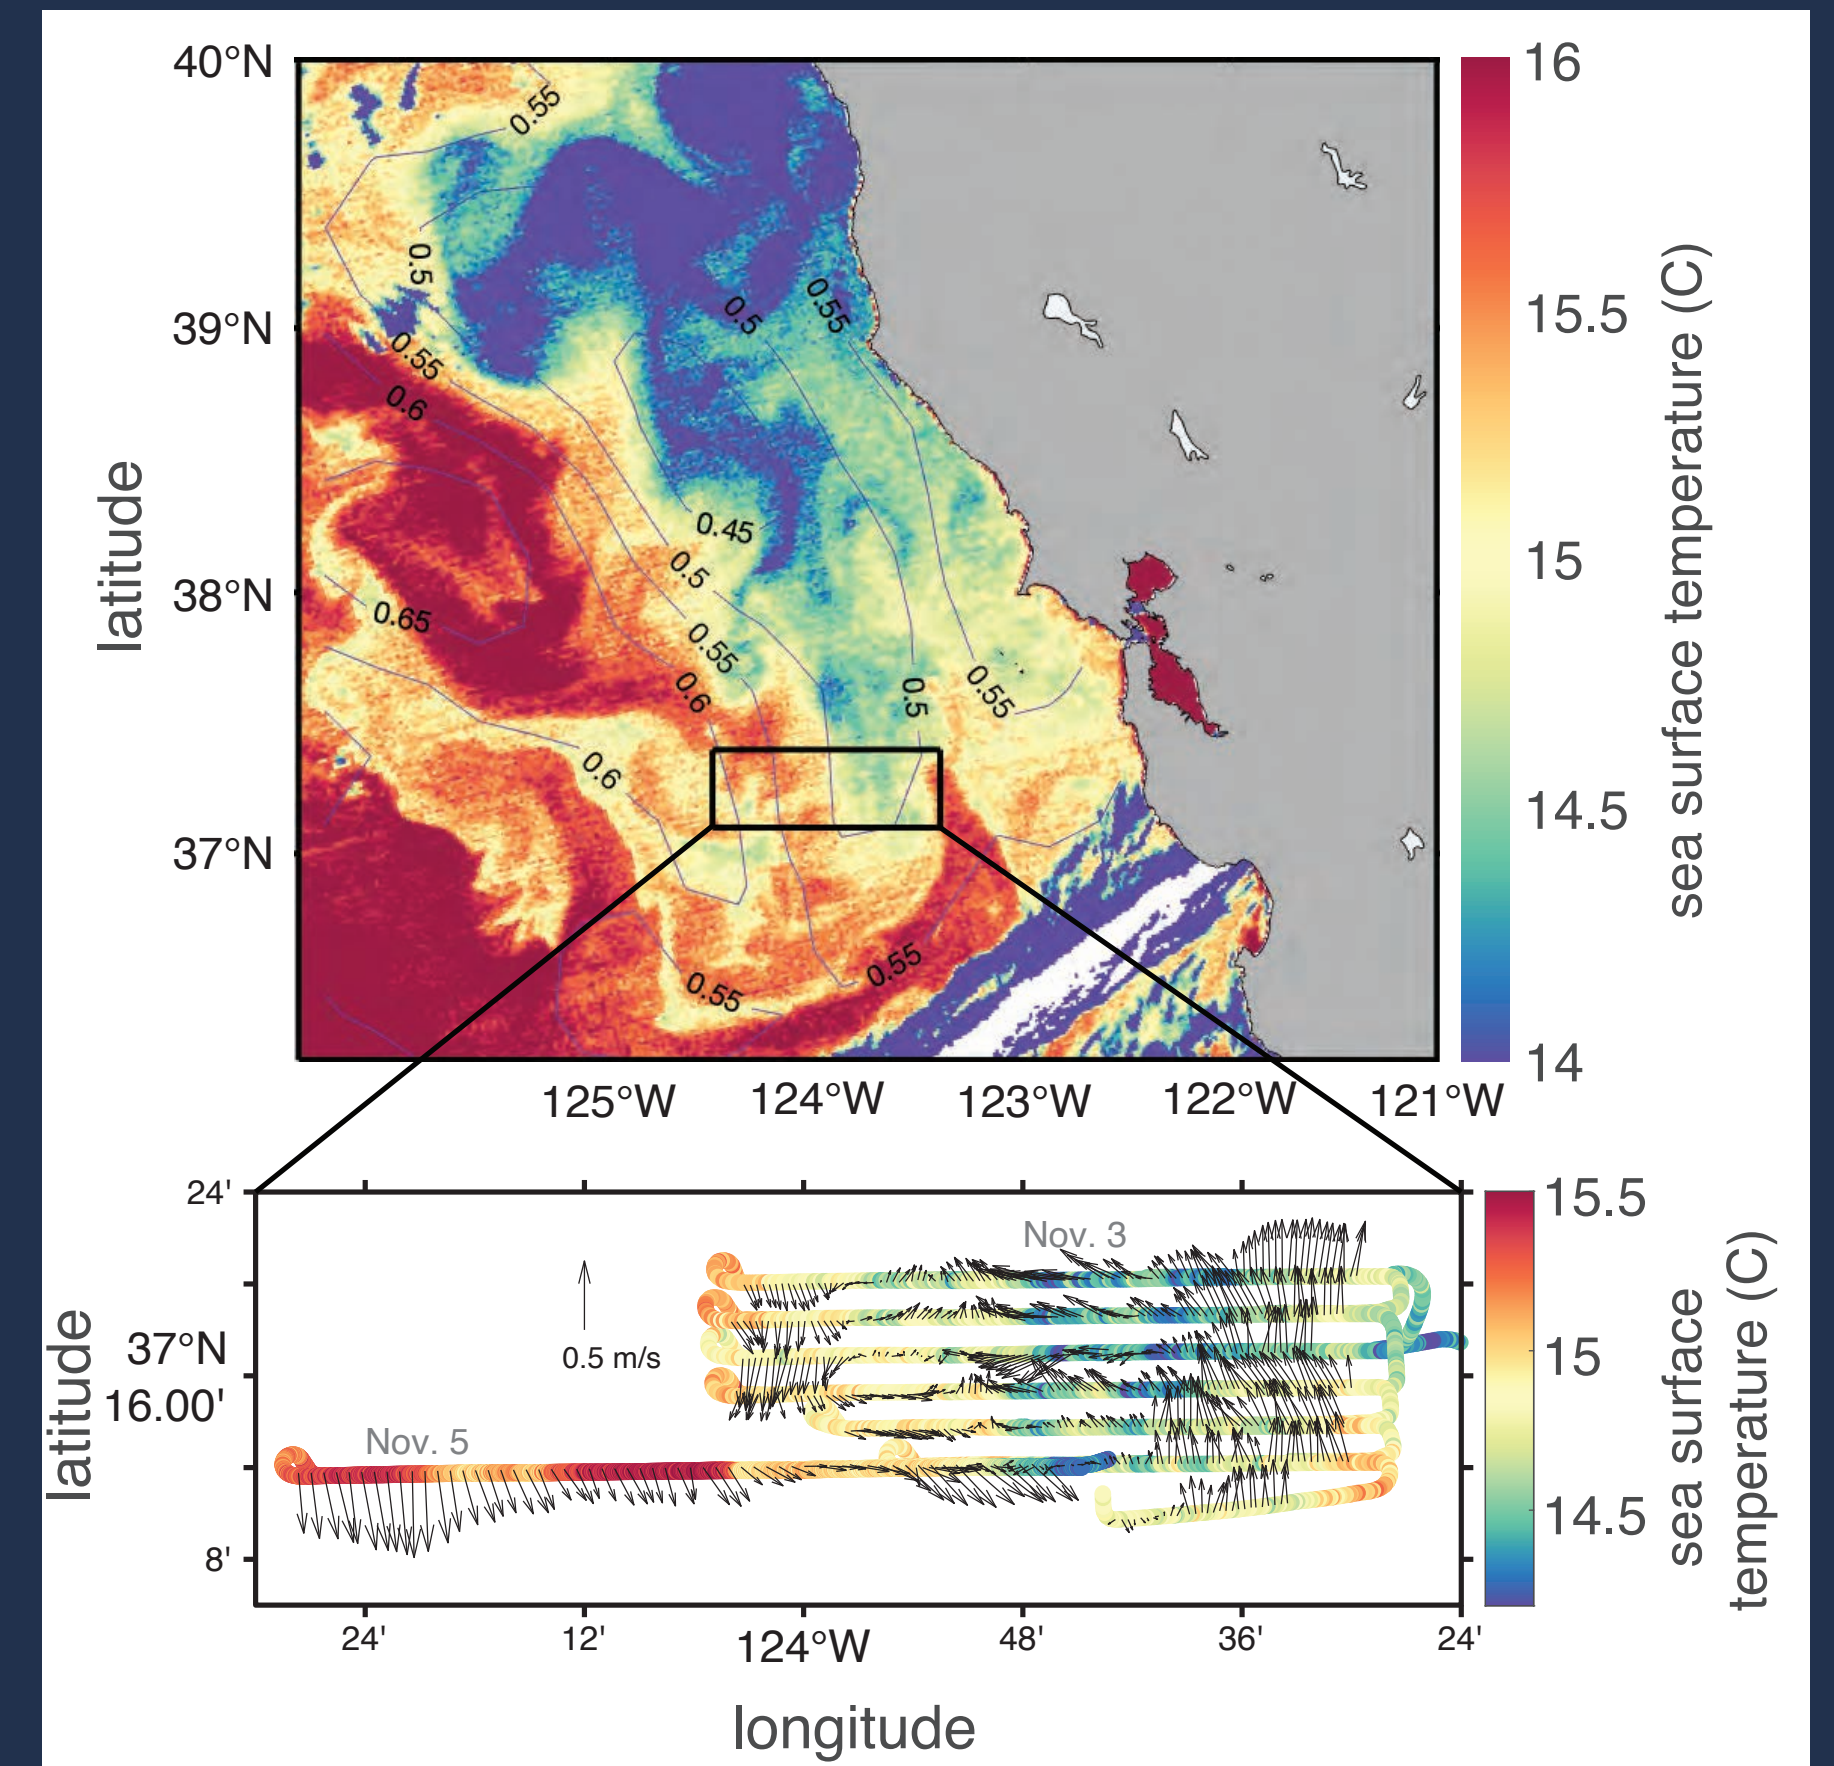 40°N
39°N
38°N
37°N
latitude
0.55
0.5
0.55
0.6
0.5
0.55
0.45
0.5
0.65
0.55
0.6
0.5
0.55
0.6
0.55
0.55
125°W
124°W
123°W
122°W
121°W
16
15.5
15
14.5
14
sea surface temperature (C)
24'
37°N
16.00'
8'
latitude
Nov. 3
0.5 m/s
Nov. 5
24'
12'
124°W
48'
36'
24'
longitude
15.5
15
14.5
sea surface
temperature (C)